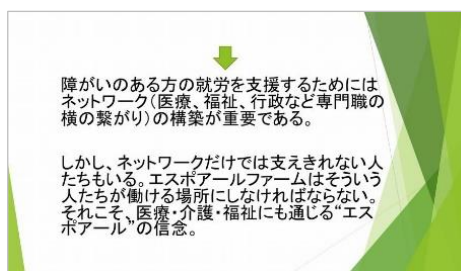 障がいのある方の就労を支援するためには
ネットワーク（医療、福祉、行政など専門職の
横の繋がり）の構築が重要である。
しかし、ネットワークだけでは支えきれない人
たちもいる。エスポアールファームはそういう
人たちが働ける場所にしなければならない。
それこそ、医療・介護・福祉にも通じる“エス
ポアール”の信念。